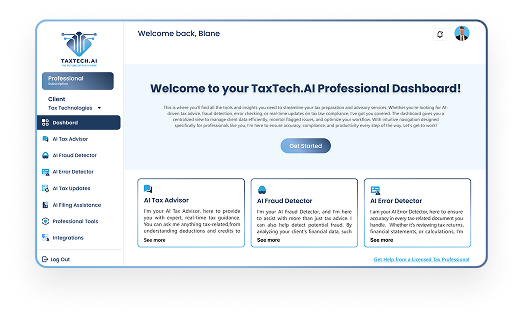 TAXTECH.AI
THE FUTURE OF TAX IS HERE
Professional
Subscription
Client
Tax Technologies
Dashboard
AI Tax Advisor
AI Fraud Detector
AI Error Detector
AI Tax Updates
AI Filing Assistance
Professional Tools
Integrations
Log Out
Welcome back, Blane
Welcome to your TaxTech.AI Professional Dashboard!
This is where you'll find all the tools and insights you need to streamline your tax preparation and advisory services. Whether you're looking for AI-
driven tax advice, fraud detection, error checking, or real-time updates on tax law compliance, we've got you covered. The dashboard gives you a
centralized view to manage client data efficiently, monitor flagged issues, and optimize your workflow. With intuitive navigation designed
specifically for professionals like you, I'm here to ensure accuracy, compliance, and productivity every step of the way. Let's get to work!
Get Started
AI Tax Advisor
I'm your AI Tax Advisor, here to provide
you with expert, real-time tax guidance.
You can ask me anything tax-related, from
understanding deductions and credits to
See more
AI Fraud Detector
I'm your AI Fraud Detector, and I'm here
to assist with more than just tax advice. I
can also help detect potential fraud. By
analyzing your client's financial data, such
See more
AI Error Detector
I am your AI Error Detector, here to ensure
accuracy in every tax-related document you
handle. Whether it's reviewing tax returns,
financial statements, or calculations, I'm
See more
Get Help from a Licensed Tax Professional